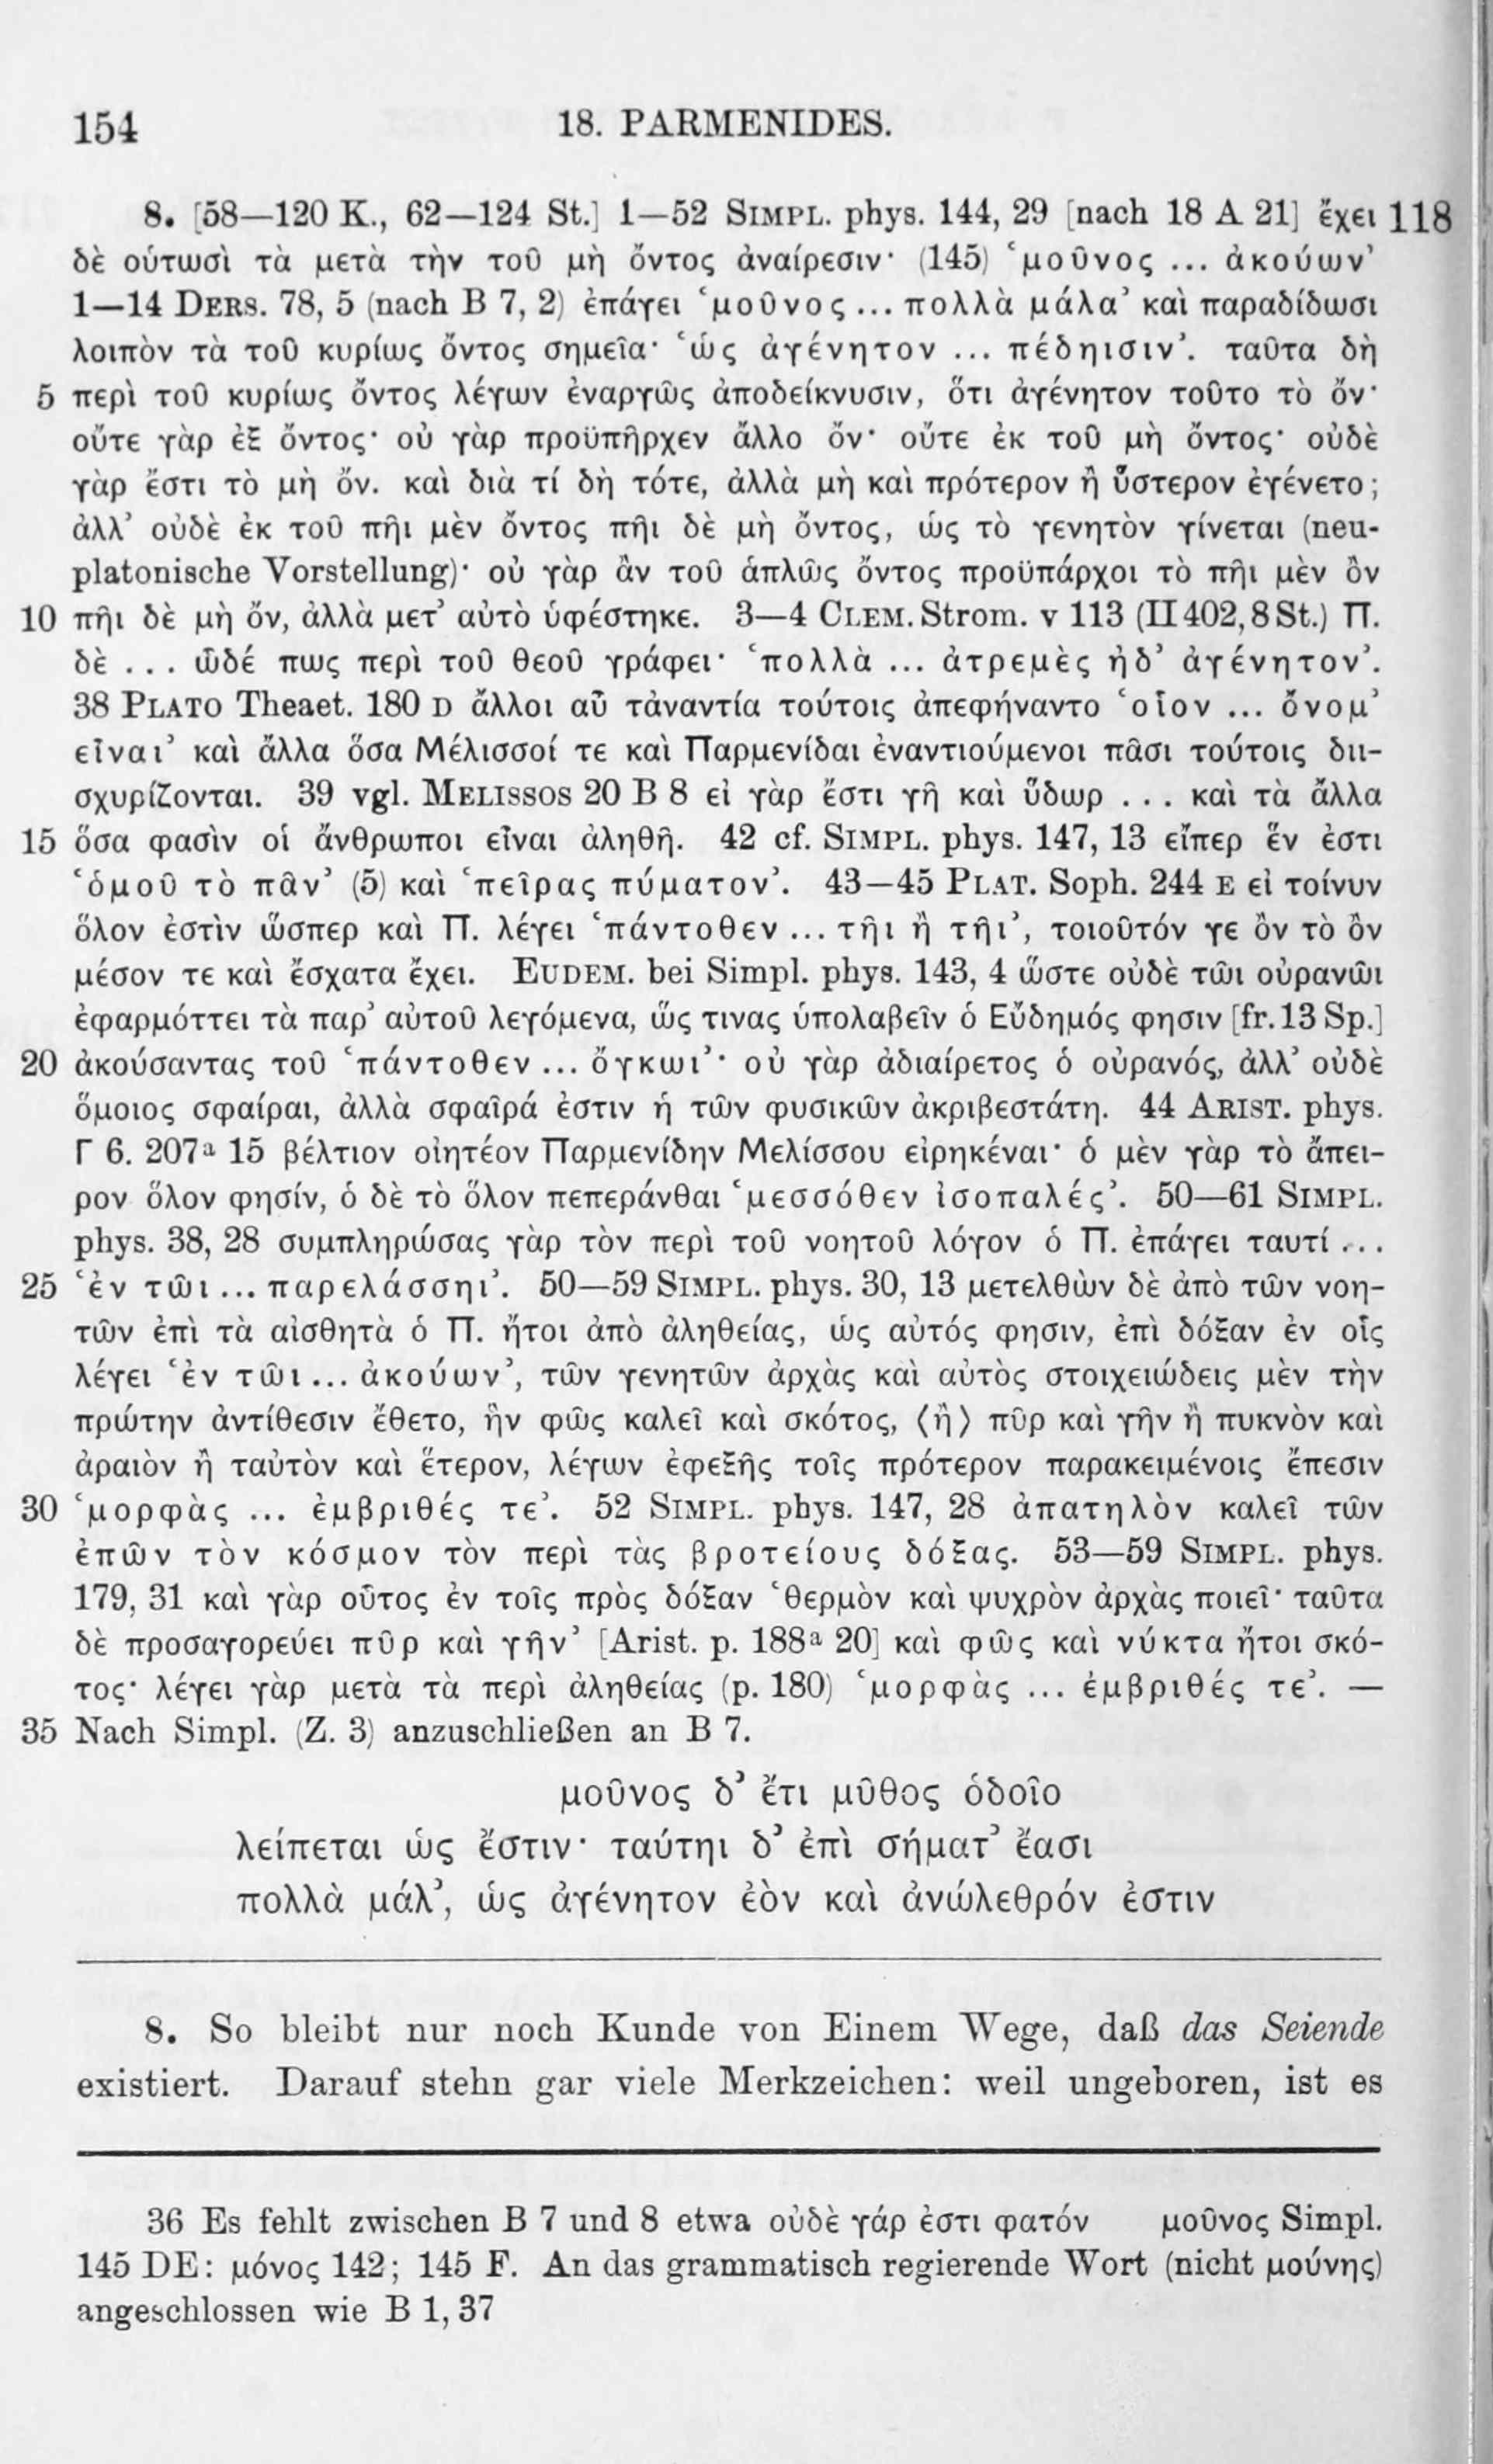 154
18. PARMENIDES.
8. [58—120 K., 62—124 St.] 1—52 SIMPL. phys. 144, 29 [nach 18 A 21] ἔχει 118
δὲ οὑτωσὶ τὰ μετὰ τὴν τοῦ μὴ ὄντος ἀναίρεσιν· (145) ‘μοῦνος ... ἀκούων’
1—14 DERS. 78, 5 (nach B 7, 2) ἐπάγει ‘μοῦνος ... πολλὰ μάλα’ καὶ παραδίδωσι
λοιπὸν τὰ τοῦ κυρίως ὄντος σημεῖα· ‘ὡς ἀγένητον ... πέδηισιν’. ταῦτα δὴ
5 περὶ τοῦ κυρίως ὄντος λέγων ἐναργῶς ἀποδείκνυσιν, ὅτι ἀγένητον τοῦτο τὸ ὄν·
οὔτε γὰρ ἐξ ὄντος· οὐ γὰρ προϋπῆρχεν ἄλλο ὄν· οὔτε ἐκ τοῦ μὴ ὄντος· οὐδὲ
γὰρ ἔστι τὸ μὴ ὄν. καὶ διὰ τί δὴ τότε, ἀλλὰ μὴ καὶ πρότερον ἢ ὕστερον ἐγένετο;
ἀλλ’ οὐδὲ ἐκ τοῦ πῆι μὲν ὄντος πῆι δὲ μὴ ὄντος, ὡς τὸ γενητὸν γίνεται (neu-
platonische Vorstellung)· οὐ γὰρ ἂν τοῦ ἁπλῶς ὄντος προϋπάρχοι τὸ πῆι μὲν ὂν
10 πῆι δὲ μὴ ὄν, ἀλλὰ μετ’ αὐτὸ ὑφέστηκε. 3—4 CLEM. Strom. V 113 (II 402, 8 St.) Π.
δὲ ... ὧδέ πως περὶ τοῦ θεοῦ γράφει· ‘πολλὰ ... ἀτρεμὲς ἠδ’ ἀγένητον’.
38 PLATO Theaet. 180 D ἄλλοι αὖ τἀναντία τούτοις ἀπεφήναντο ‘οἶον ... ὄνομ’
εἶναι’ καὶ ἄλλα ὅσα Μέλισσοί τε καὶ Παρμενίδαι ἐναντιούμενοι πᾶσι τούτοις διι-
σχυρίζονται. 39 vgl. MELISSOS 20 B 8 εἰ γὰρ ἔστι γῆ καὶ ὕδωρ ... καὶ τὰ ἄλλα
15 ὅσα φασὶν οἱ ἄνθρωποι εἶναι ἀληθῆ. 42 cf. SIMPL. phys. 147, 13 εἴπερ ἕν ἐστι
‘ὁμοῦ τὸ πᾶν’ (5) καὶ ‘πεῖρας πύματον’. 43—45 PLAT. Soph. 244 E εἰ τοίνυν
ὅλον ἐστὶν ὥσπερ καὶ Π. λέγει ‘πάντοθεν ... τῆι ἢ τῆι’, τοιοῦτόν γε ὂν τὸ ὂν
μέσον τε καὶ ἔσχατα ἔχει. EUDEM. bei Simpl. phys. 143, 4 ὥστε οὐδὲ τῶι οὐρανῶι
ἐφαρμόττει τὰ παρ’ αὐτοῦ λεγόμενα, ὥς τινας ὑπολαβεῖν ὁ Εὔδημός φησιν [fr. 13 Sp.]
20 ἀκούσαντας τοῦ ‘πάντοθεν ... ὄγκωι’· οὐ γὰρ ἀδιαίρετος ὁ οὐρανός, ἀλλ’ οὐδὲ
ὅμοιος σφαίραι, ἀλλὰ σφαῖρά ἐστιν ἡ τῶν φυσικῶν ἀκριβεστάτη. 44 ARIST. phys.
Γ 6. 207ª 15 βέλτιον οἰητέον Παρμενίδην Μελίσσου εἰρηκέναι· ὁ μὲν γὰρ τὸ ἄπει-
ρον ὅλον φησίν, ὁ δὲ τὸ ὅλον πεπεράνθαι ‘μεσσόθεν ἰσοπαλές’. 50—61 SIMPL.
phys. 38, 28 συμπληρώσας γὰρ τὸν περὶ τοῦ νοητοῦ λόγον ὁ Π. ἐπάγει ταυτί ...
25 ‘ἐν τῶι ... παρελάσσηι’. 50—59 SIMPL. phys. 30, 13 μετελθὼν δὲ ἀπὸ τῶν νοη-
τῶν ἐπὶ τὰ αἰσθητὰ ὁ Π. ἤτοι ἀπὸ ἀληθείας, ὡς αὐτός φησιν, ἐπὶ δόξαν ἐν οἷς
λέγει ‘ἐν τῶι ... ἀκούων’, τῶν γενητῶν ἀρχὰς καὶ αὐτὸς στοιχειώδεις μὲν τὴν
πρώτην ἀντίθεσιν ἔθετο, ἣν φῶς καλεῖ καὶ σκότος, ⟨ἢ⟩ πῦρ καὶ γῆν ἢ πυκνὸν καὶ
ἀραιὸν ἢ ταὐτὸν καὶ ἕτερον, λέγων ἐφεξῆς τοῖς πρότερον παρακειμένοις ἔπεσιν
30 ‘μορφὰς ... ἐμβριθές τε’. 52 SIMPL. phys. 147, 28 ἀπατηλὸν καλεῖ τῶν
ἐπῶν τὸν κόσμον τὸν περὶ τὰς βροτείους δόξας. 53—59 SIMPL. phys.
179, 31 καὶ γὰρ οὗτος ἐν τοῖς πρὸς δόξαν ‘θερμὸν καὶ ψυχρὸν ἀρχὰς ποιεῖ· ταῦτα
δὲ προσαγορεύει πῦρ καὶ γῆν’ [Arist. p. 188ª 20] καὶ φῶς καὶ νύκτα ἤτοι σκό-
τος· λέγει γὰρ μετὰ τὰ περὶ ἀληθείας (p. 180) ‘μορφὰς ... ἐμβριθές τε’. —
35 Nach Simpl. (Z. 3) anzuschließen an B 7.
μοῦνος δ’ ἔτι μῦθος ὁδοῖο
λείπεται ὡς ἔστιν· ταύτηι δ’ ἐπὶ σήματ’ ἔασι
πολλὰ μάλ’, ὡς ἀγένητον ἐὸν καὶ ἀνώλεθρόν ἐστιν
8. So bleibt nur noch Kunde von Einem Wege, daß das Seiende
existiert. Darauf stehn gar viele Merkzeichen: weil ungeboren, ist es
36 Es fehlt zwischen B 7 und 8 etwa οὐδὲ γάρ ἐστι φατόν μοῦνος Simpl.
145 DE: μόνος 142; 145 F. An das grammatisch regierende Wort (nicht μούνης)
angeschlossen wie B 1, 37